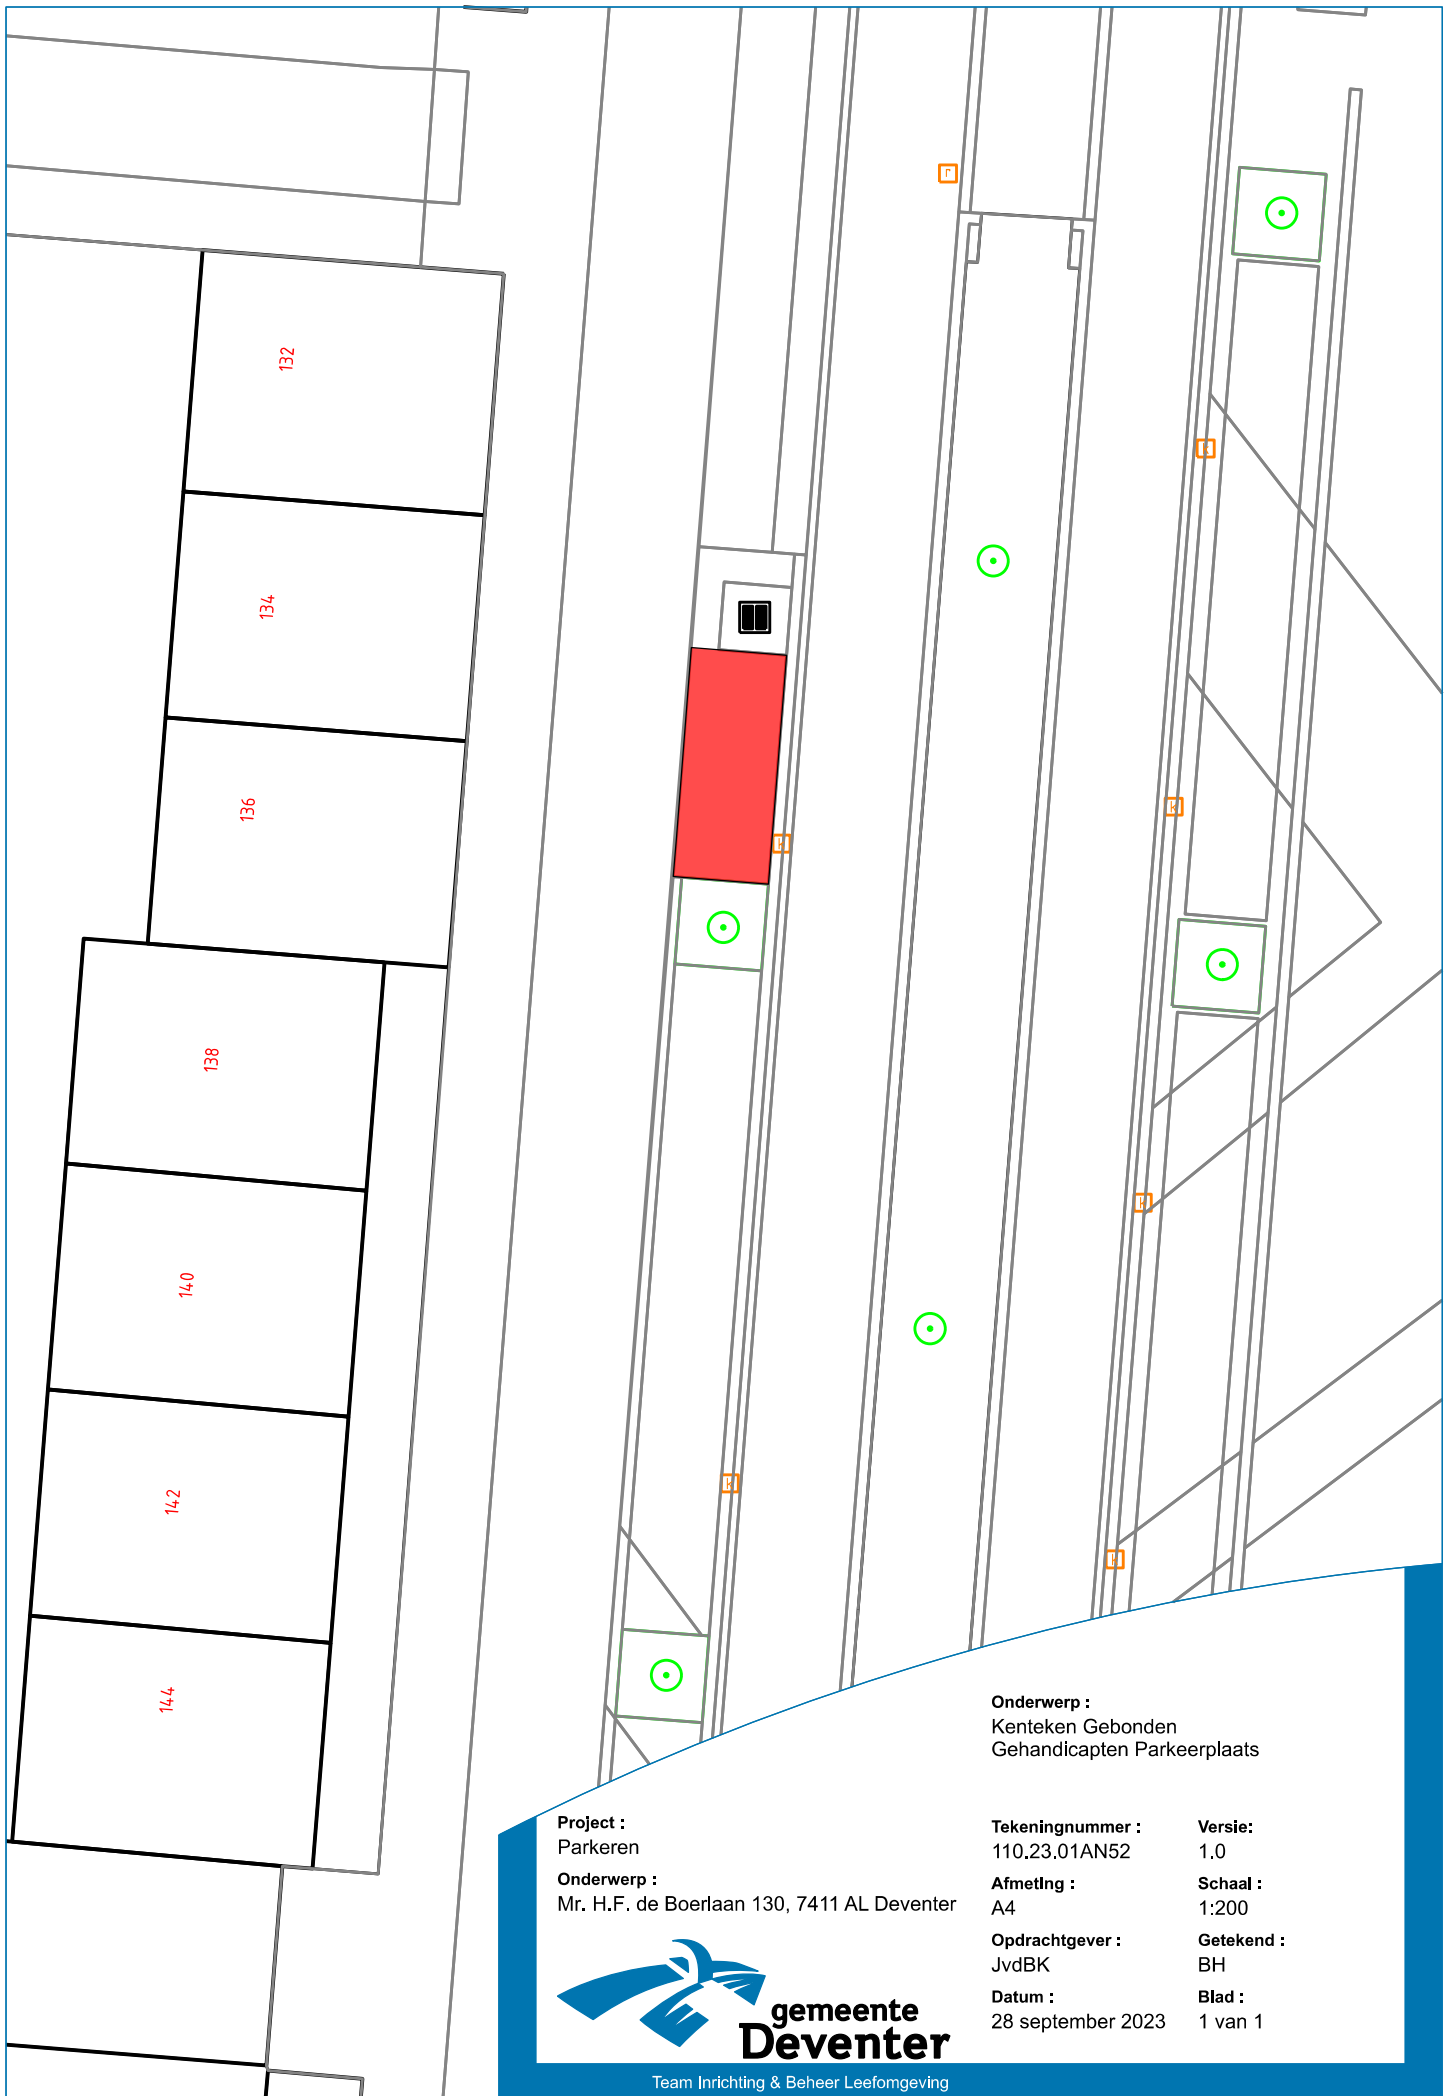 132
134
136
138
140
142
144
Onderwerp :
Kenteken Gebonden
Gehandicapten Parkeerplaats
Project :
Parkeren
Onderwerp :
Mr. H.F. de Boerlaan 130, 7411 AL Deventer
Tekeningnummer :
110.23.01AN52
Versie:
1.0
Afmeting :
A4
Schaal :
1:200
Opdrachtgever :
JvdBK
Getekend :
BH
Datum :
28 september 2023
Blad :
1 van 1
gemeente
Deventer
Team Inrichting & Beheer Leefomgeving